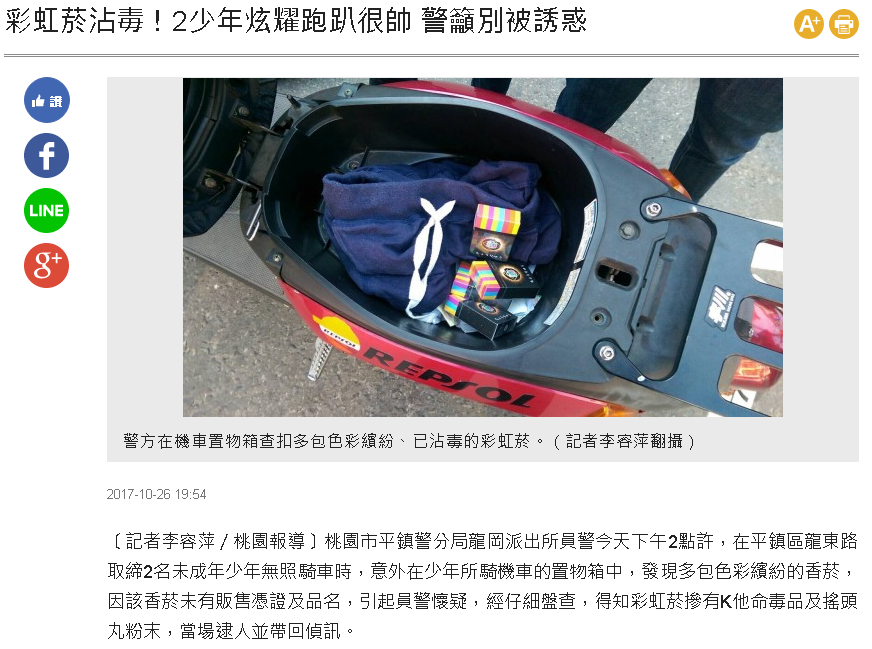 彩虹菸沾毒！2少年炫耀跑趴很帥 警籲別被誘惑
A+
讚
f
LINE
g+
REPSOL
REPSOL
警方在機車置物箱查扣多包色彩繽紛、已沾毒的彩虹菸。（記者李容萍翻攝）
2017-10-26 19:54
〔記者李容萍／桃園報導〕桃園市平鎮警分局龍岡派出所員警今天下午2點許，在平鎮區龍東路
取締2名未成年少年無照騎車時，意外在少年所騎機車的置物箱中，發現多包色彩繽紛的香菸，
因該香菸未有販售憑證及品名，引起員警懷疑，經仔細盤查，得知彩虹菸摻有K他命毒品及搖頭
丸粉末，當場逮人並帶回偵訊。